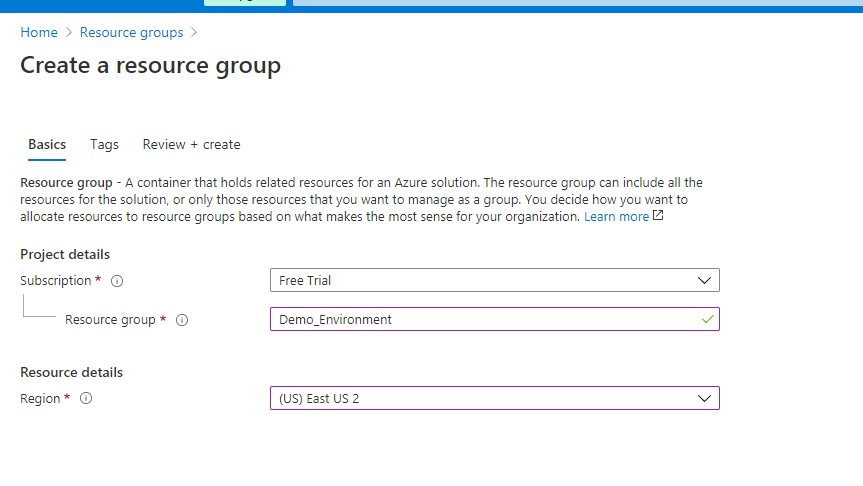 Home > Resource groups >
Create a resource group
Basics Tags Review + create
Resource group - A container that holds related resources for an Azure solution. The resource group can include all the
resources for the solution, or only those resources that you want to manage as a group. You decide how you want to
allocate resources to resource groups based on what makes the most sense for your organization. Learn more
Project details
Subscription * Free Trial
Resource group * Demo_Environment
Resource details
Region * (US) East US 2